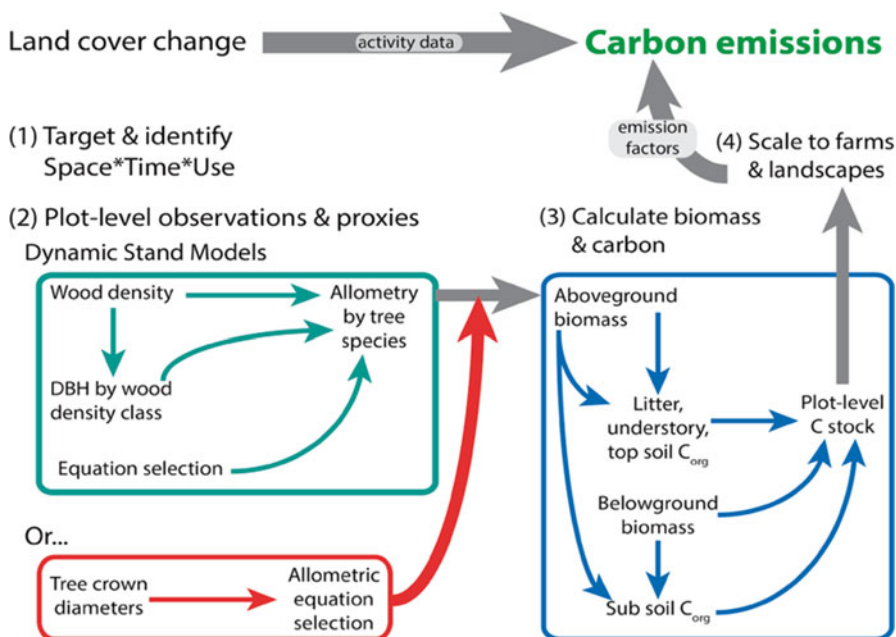 Land cover change
activity data
Carbon emissions
(1) Target & identify
Space*Time*Use
emission
factors
(4) Scale to farms
& landscapes
(2) Plot-level observations & proxies
Dynamic Stand Models
(3) Calculate biomass
& carbon
Wood density
Allometry
by tree
species
DBH by wood
density class
Equation selection
Aboveground
biomass
Litter,
understory,
top soil C_org
Plot-level
C stock
Belowground
biomass
Sub soil C_org
Or...
Tree crown
diameters
Allometric
equation
selection